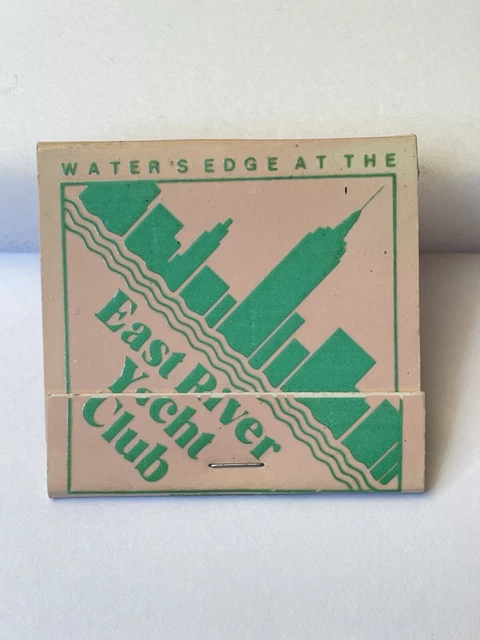 WATER'S EDGE AT THE
East River
Yacht
Club